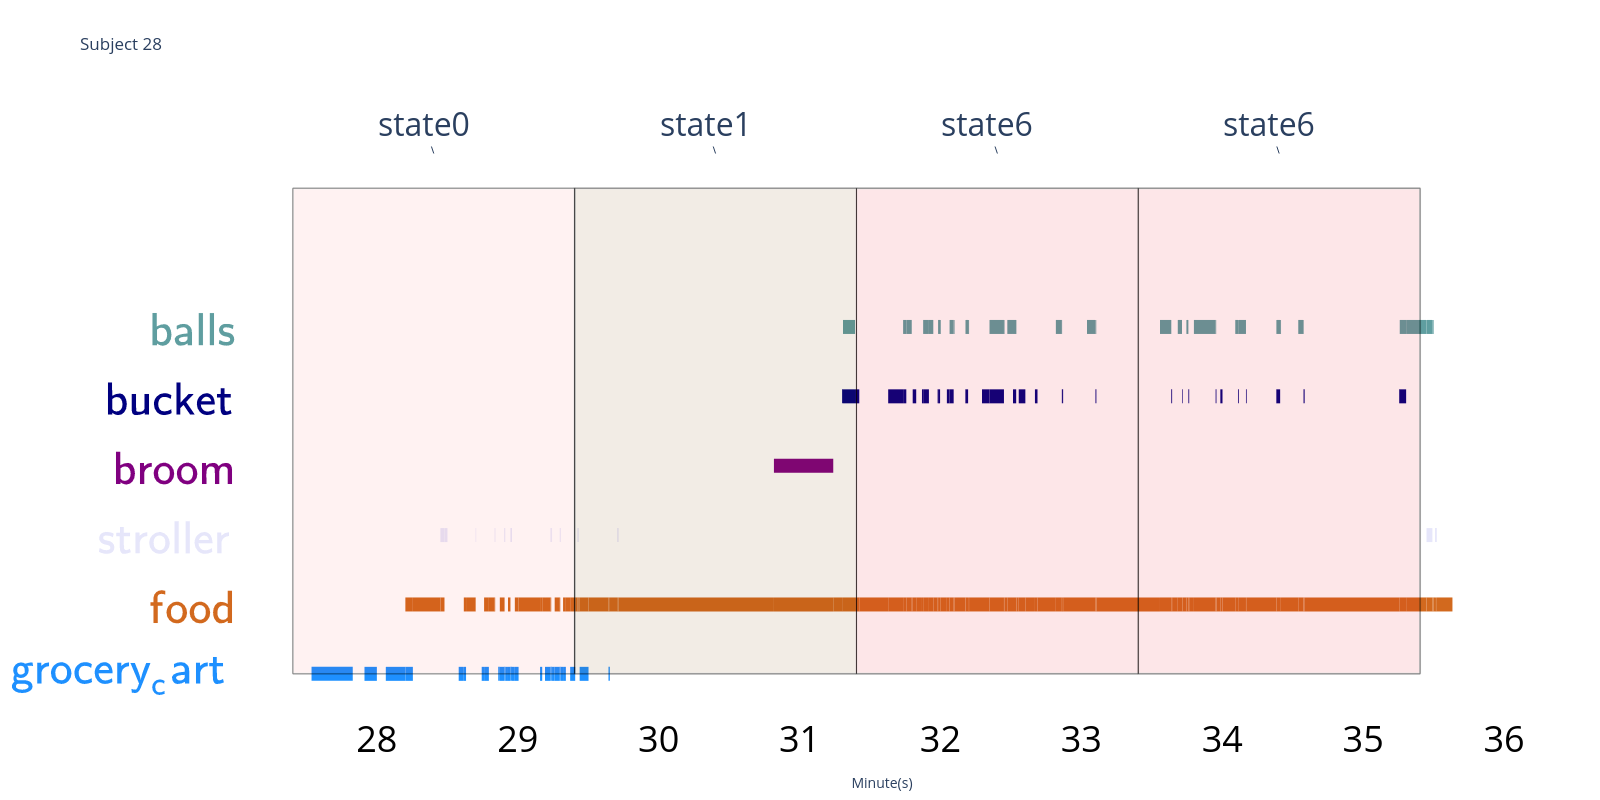 Subject 28
state0 state1 state6 state6
balls
bucket
broom
stroller
food
grocery_cart
28 29 30 31 32 33 34 35 36
Minute(s)